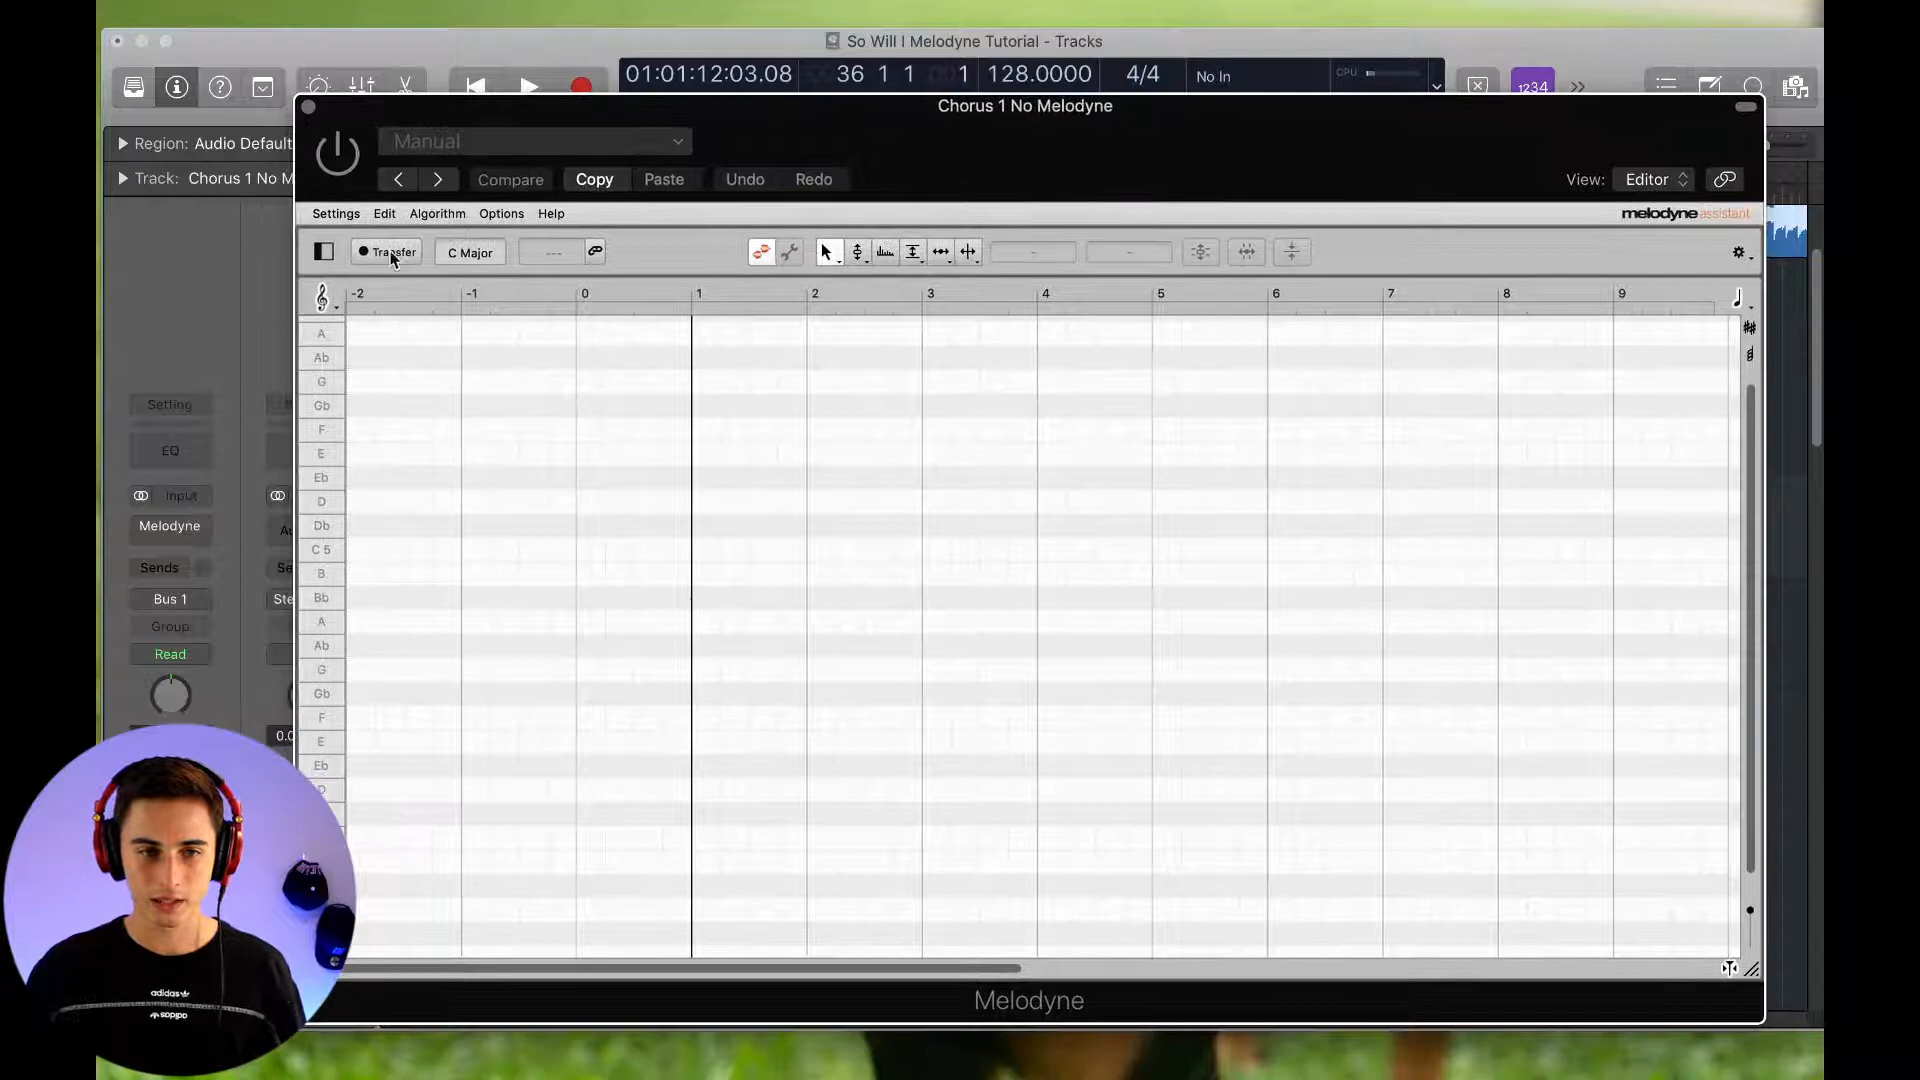 So Will I Melodyne Tutorial - Tracks
01:01:12:03.08 36 1 1 1 128.0000 4/4 No In CPU
1234
Chorus 1 No Melodyne
Region: Audio Default
Manual
Track: Chorus 1 No M
Compare Copy Paste Undo Redo View: Editor
Settings Edit Algorithm Options Help melodyne assistant
Transfer C Major --- - -
-2 -1 0 1 2 3 4 5 6 7 8 9
A
Ab
G
Gb
F
E
Eb
D
Db
C 5
B
Bb
A
Ab
G
Gb
F
E
Eb
D
Setting
EQ
Input
Melodyne
Sends Se
Bus 1 Ste
Group
Read
0.0
adidas
Melodyne